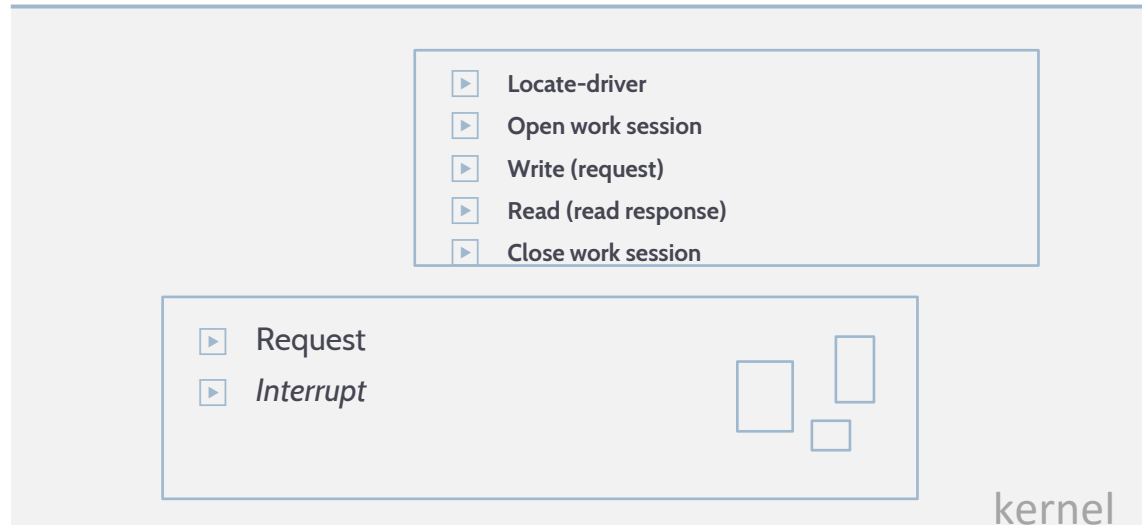 Locate-driver
Open work session
Write (request)
Read (read response)
Close work session
Request
Interrupt
kernel